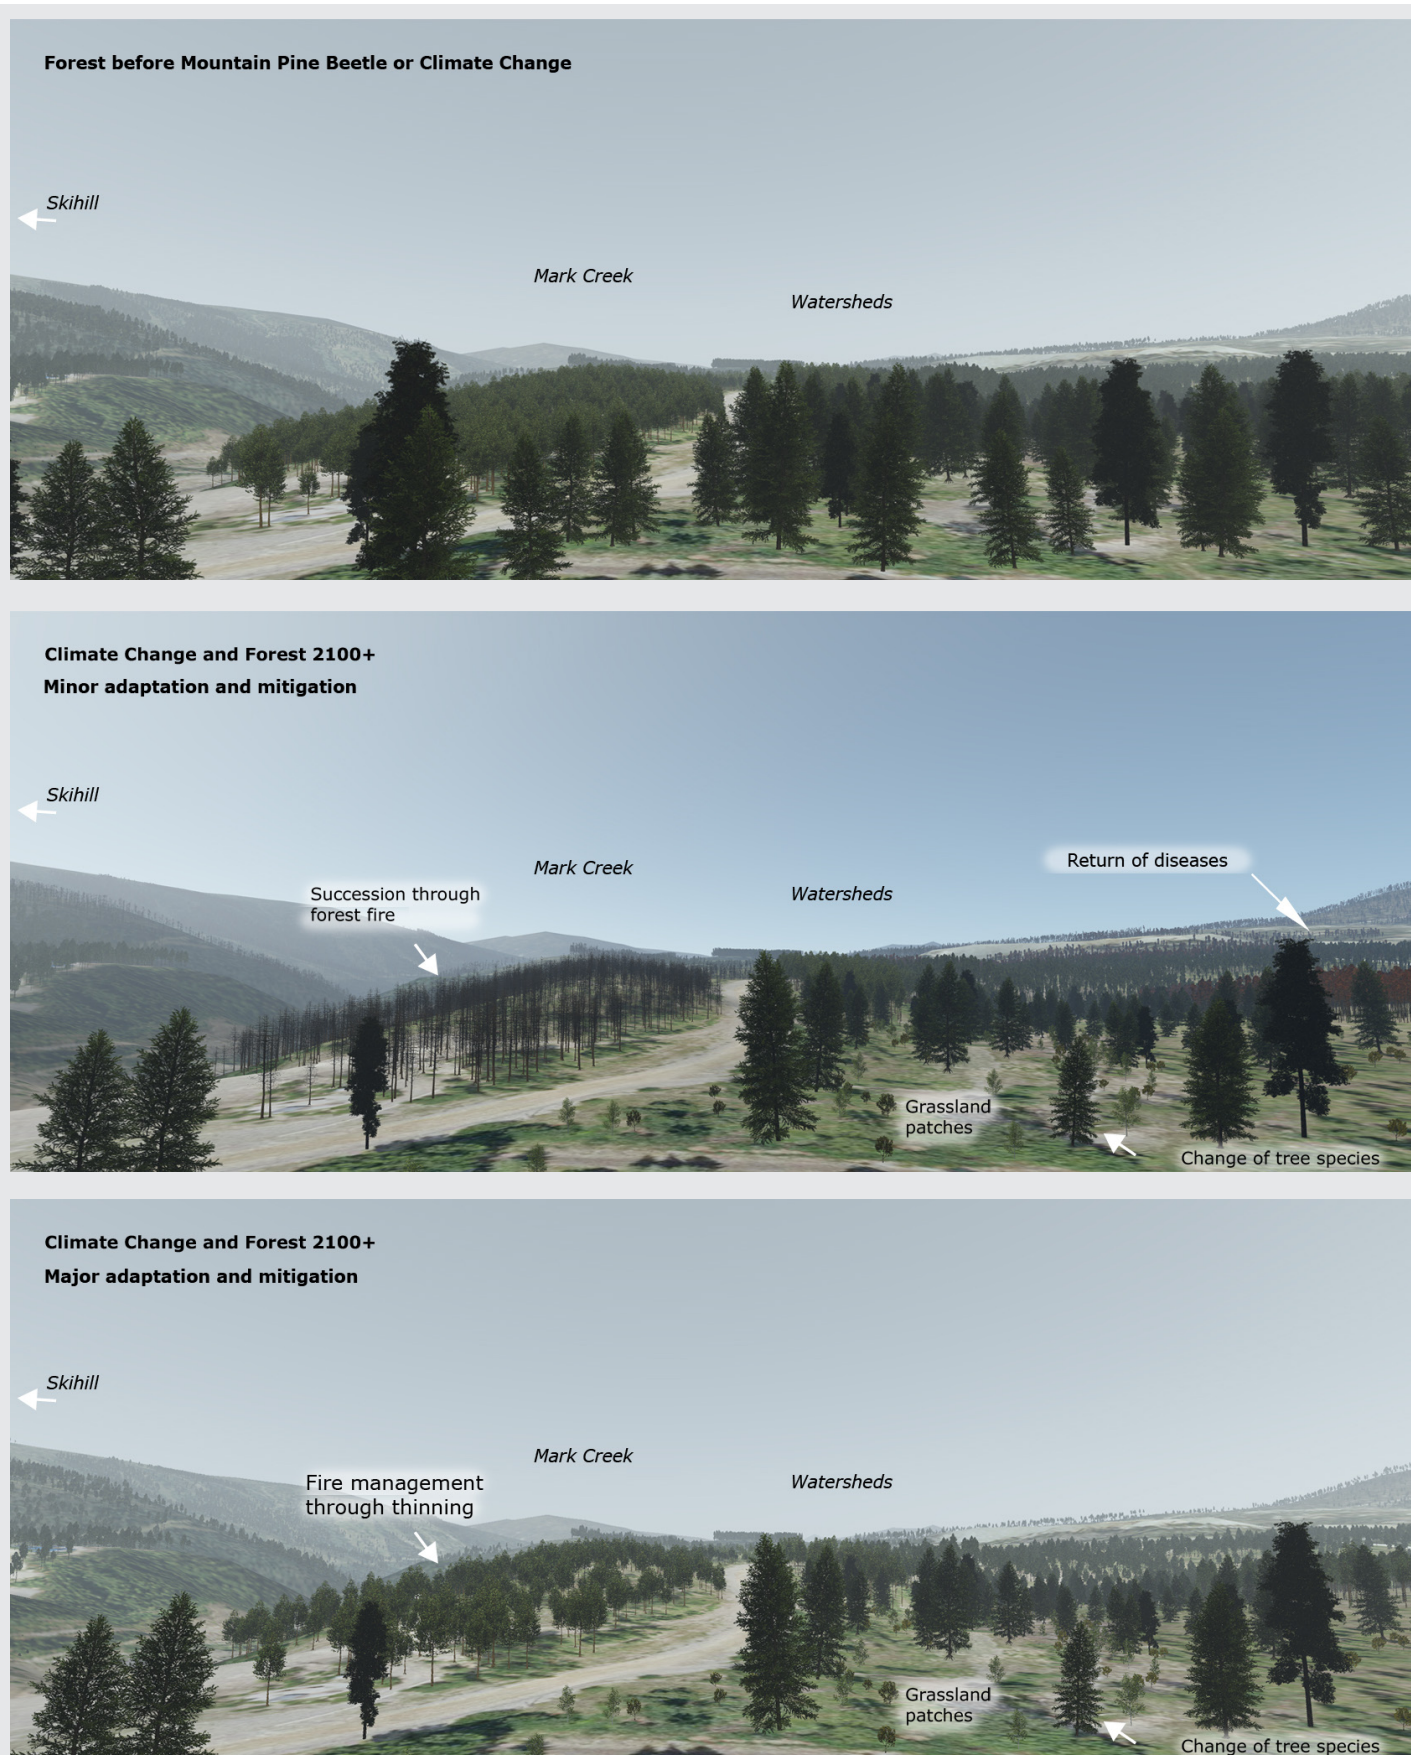 Forest before Mountain Pine Beetle or Climate Change
Skihill
Mark Creek
Watersheds
Climate Change and Forest 2100+
Minor adaptation and mitigation
Skihill
Return of diseases
Mark Creek
Succession through
forest fire
Watersheds
Grassland
patches
Change of tree species
Climate Change and Forest 2100+
Major adaptation and mitigation
Skihill
Mark Creek
Fire management
through thinning
Watersheds
Grassland
patches
Change of tree species